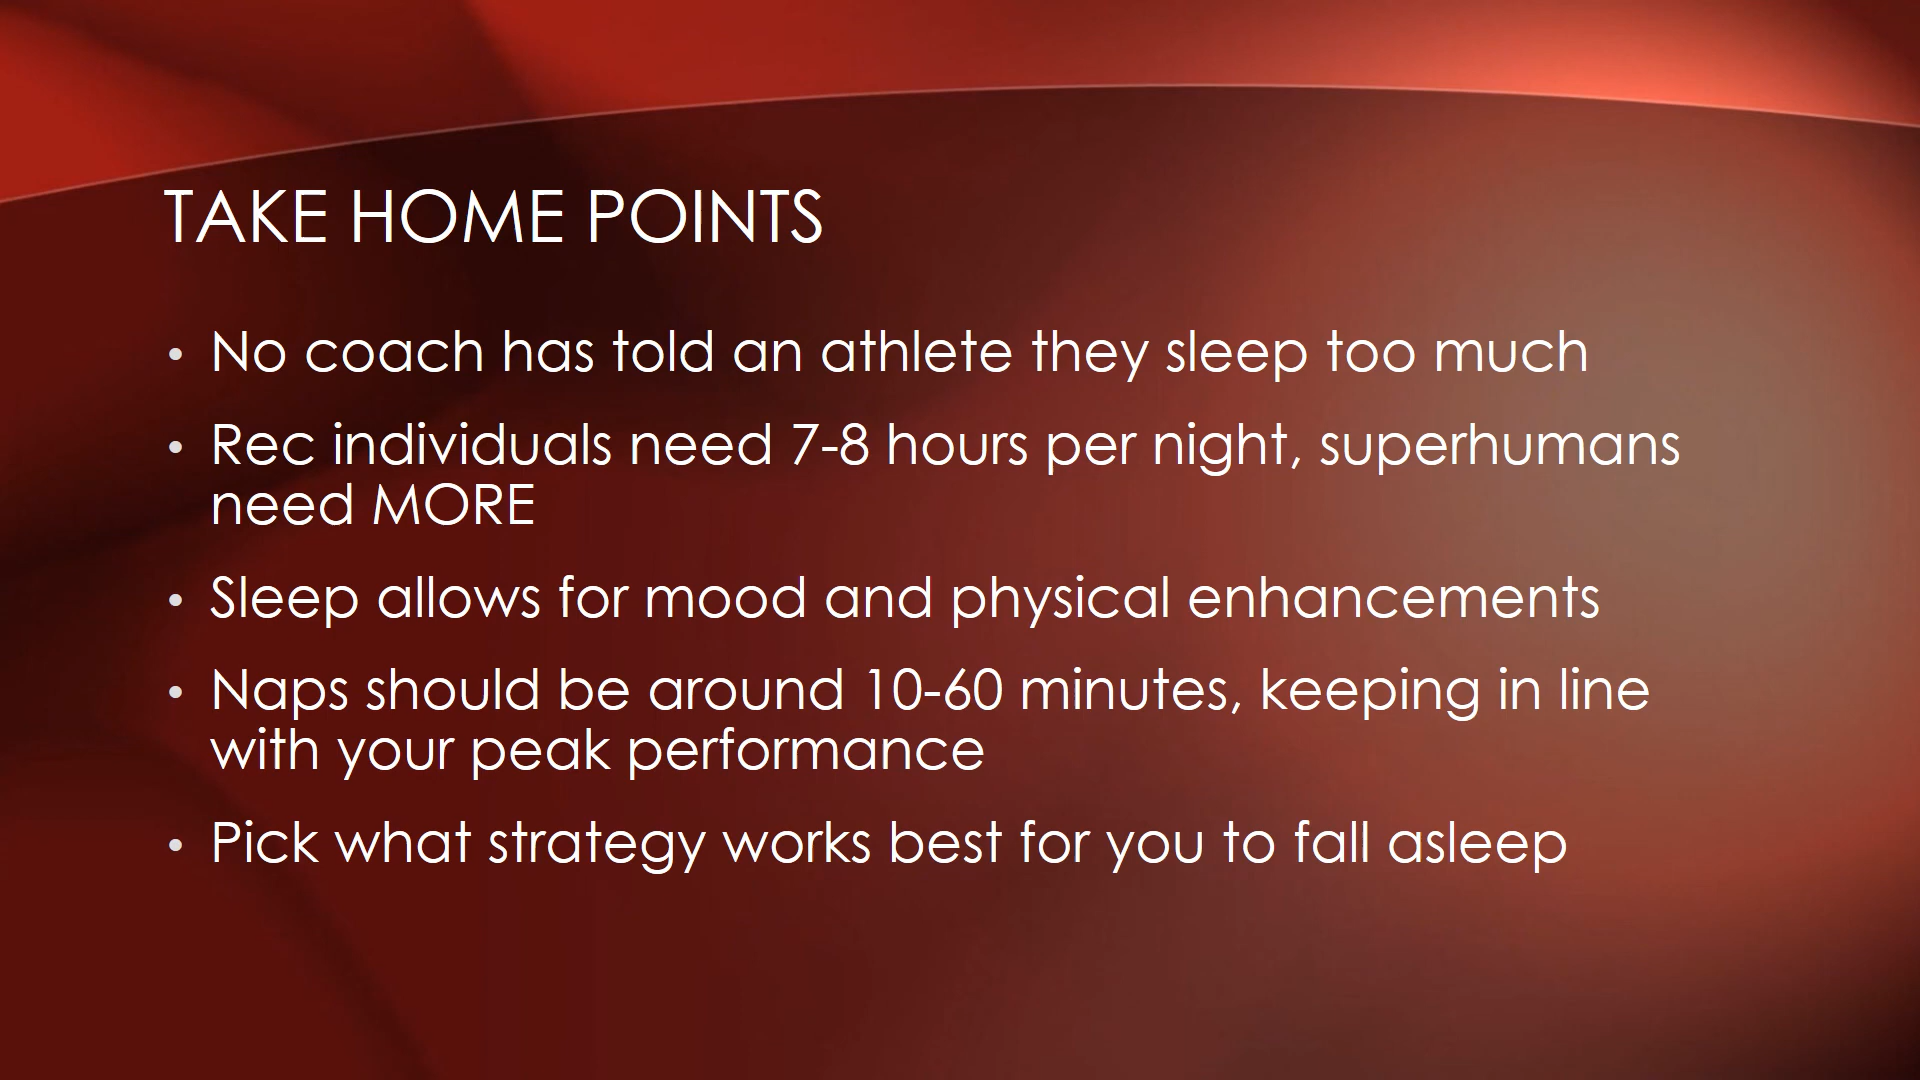 TAKE HOME POINTS
• No coach has told an athlete they sleep too much
• Rec individuals need 7-8 hours per night, superhumans
need MORE
• Sleep allows for mood and physical enhancements
• Naps should be around 10-60 minutes, keeping in line
with your peak performance
• Pick what strategy works best for you to fall asleep